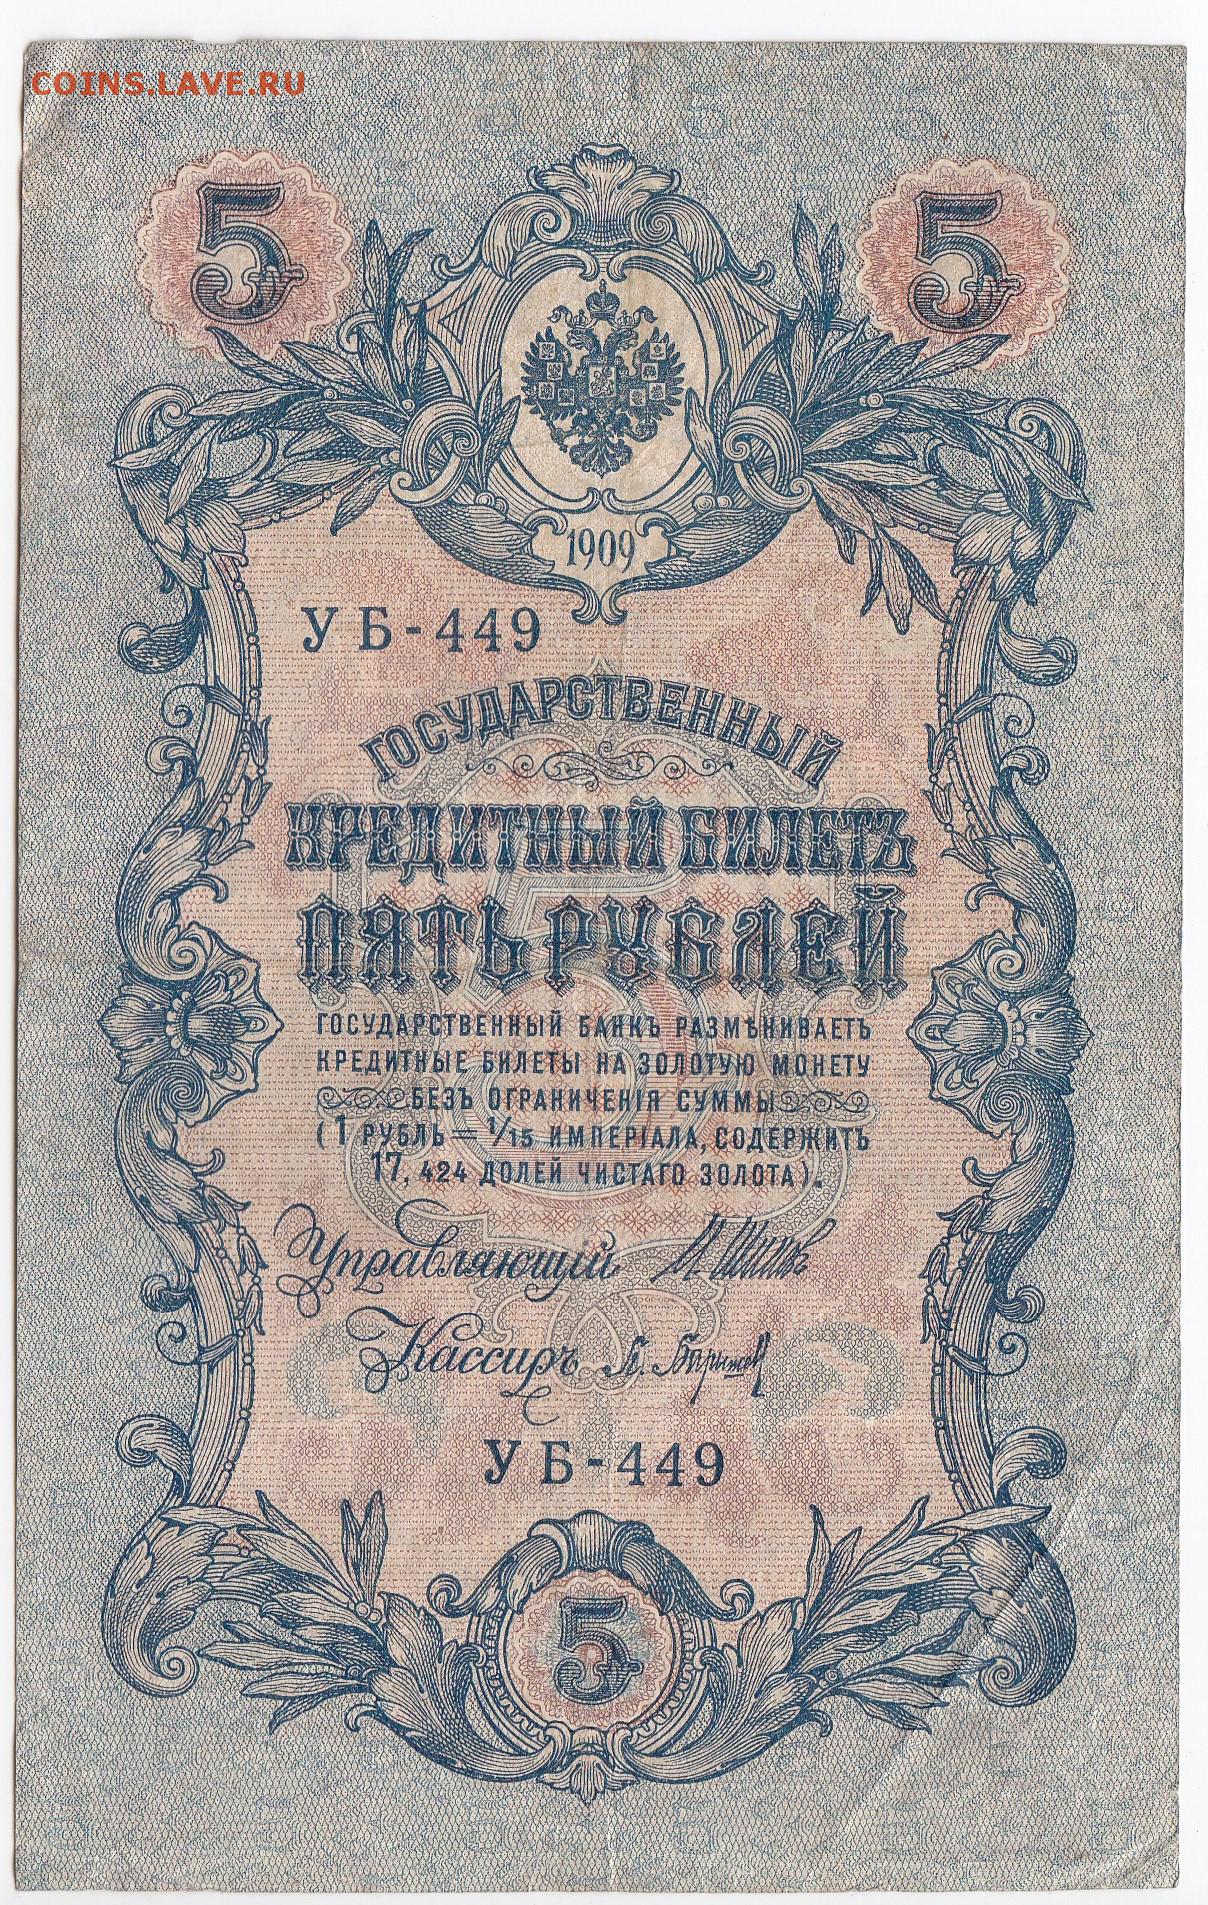 COINS.LAVE.RU
5 5
1909
УБ-449
ГОСУДАРСТВЕННЫЙ
КРЕДИТНЫЙ БИЛЕТЪ
ПЯТЬ РУБЛЕЙ
ГОСУДАРСТВЕННЫЙ БАНКЪ РАЗМѢНИВАЕТЪ
КРЕДИТНЫЕ БИЛЕТЫ НА ЗОЛОТУЮ МОНЕТУ
БЕЗЪ ОГРАНИЧЕНІЯ СУММЫ
(1 РУБЛЬ = 1/15 ИМПЕРІАЛА, СОДЕРЖИТЪ
17,424 ДОЛЕЙ ЧИСТАГО ЗОЛОТА).
Управляющій И. Шиповъ
Кассиръ
УБ-449
5